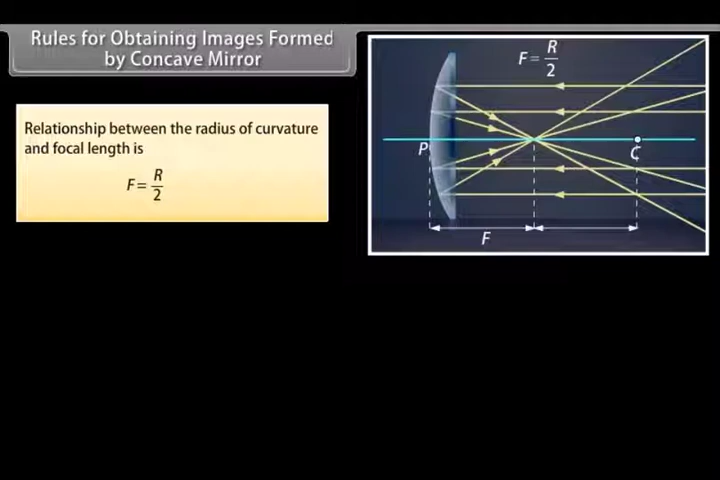 Rules for Obtaining Images Formed
by Concave Mirror
Relationship between the radius of curvature
and focal length is
F = R/2
F = R/2
P
C
F